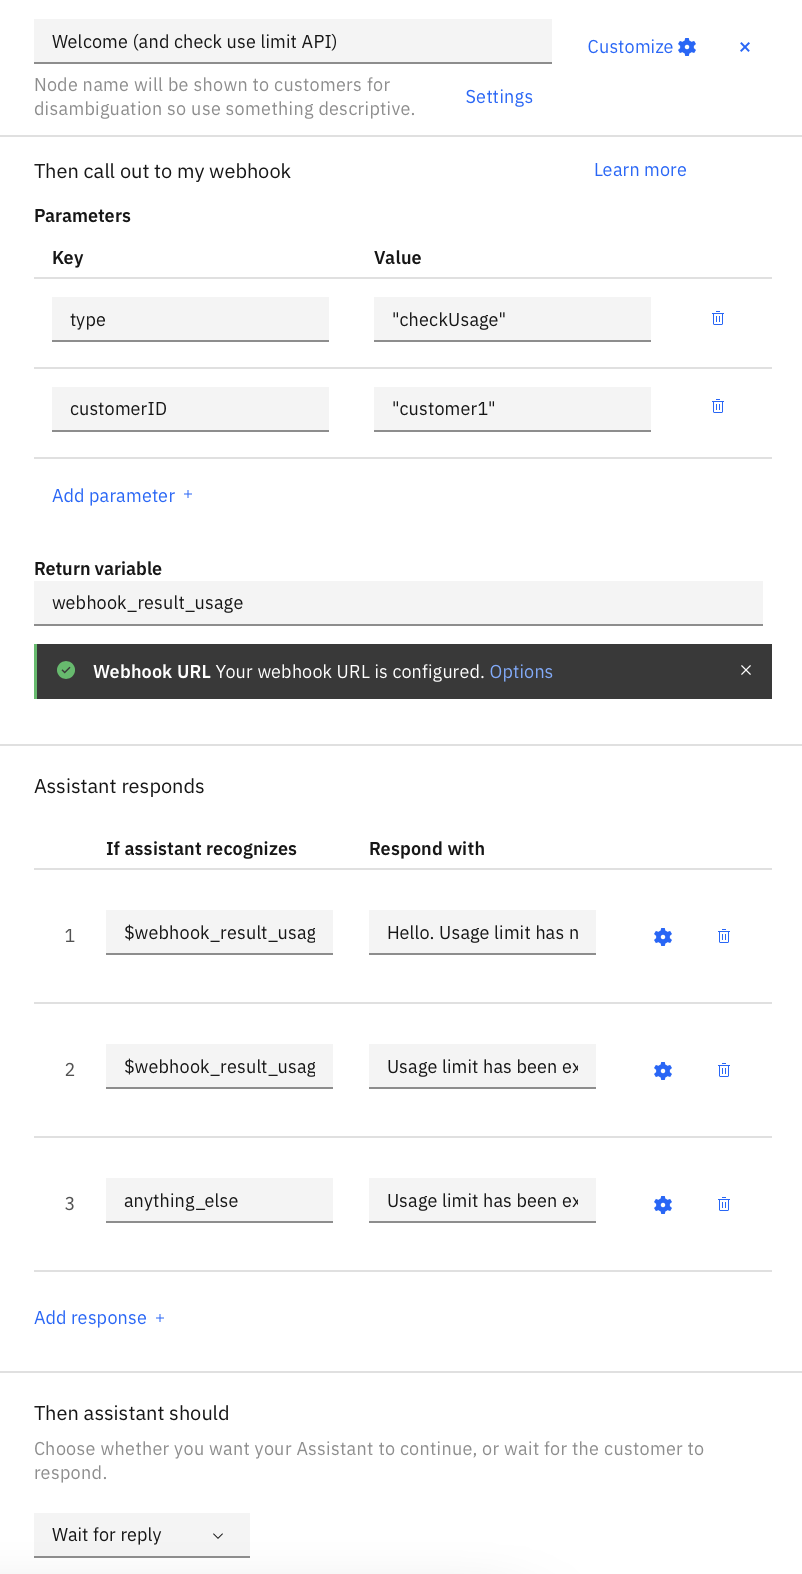 Welcome (and check use limit API)
Customize
Node name will be shown to customers for
disambiguation so use something descriptive.
Settings
Then call out to my webhook
Learn more
Parameters
Key Value
type "checkUsage"
customerID "customer1"
Add parameter +
Return variable
webhook_result_usage
Webhook URL Your webhook URL is configured. Options
Assistant responds
If assistant recognizes Respond with
1 $webhook_result_usag Hello. Usage limit has n
2 $webhook_result_usag Usage limit has been ex
3 anything_else Usage limit has been ex
Add response +
Then assistant should
Choose whether you want your Assistant to continue, or wait for the customer to
respond.
Wait for reply